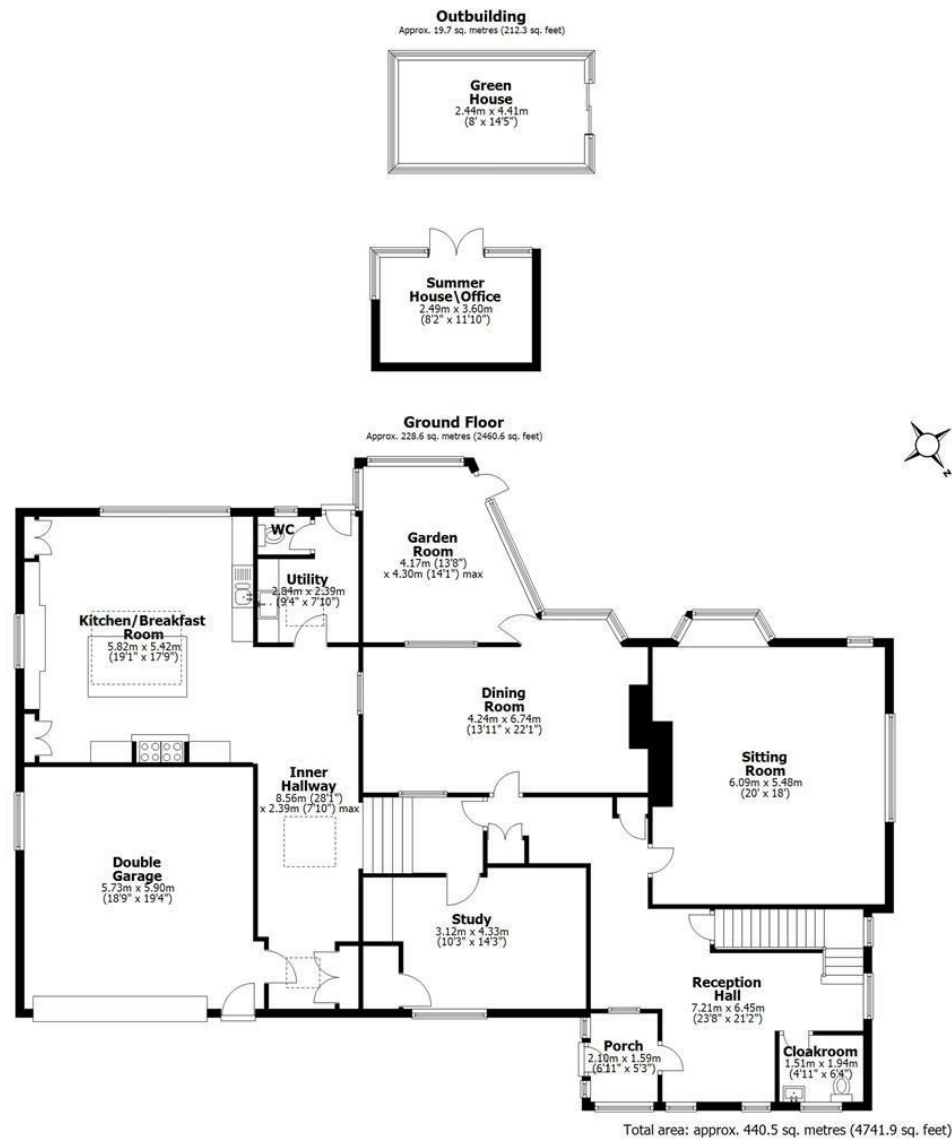 Outbuilding
Approx. 19.7 sq. metres (212.3 sq. feet)
Green
House
2.44m x 4.41m
(8' x 14'5")
Summer
House\Office
2.49m x 3.60m
(8'2" x 11'10")
Ground Floor
Approx. 228.6 sq. metres (2460.6 sq. feet)
N
WC
Garden
Room
4.17m (13'8")
x 4.30m (14'1") max
Utility
2.84m x 2.39m
(9'4" x 7'10")
Kitchen/Breakfast
Room
5.82m x 5.42m
(19'1" x 17'9")
Dining
Room
4.24m x 6.74m
(13'11" x 22'1")
Sitting
Room
6.09m x 5.48m
(20' x 18')
Inner
Hallway
8.56m (28'1")
x 2.39m (7'10") max
Double
Garage
5.73m x 5.90m
(18'9" x 19'4")
Study
3.12m x 4.33m
(10'3" x 14'3")
Reception
Hall
7.21m x 6.45m
(23'8" x 21'2")
Porch
2.10m x 1.59m
(6'11" x 5'3")
Cloakroom
1.51m x 1.94m
(4'11" x 6'4")
Total area: approx. 440.5 sq. metres (4741.9 sq. feet)